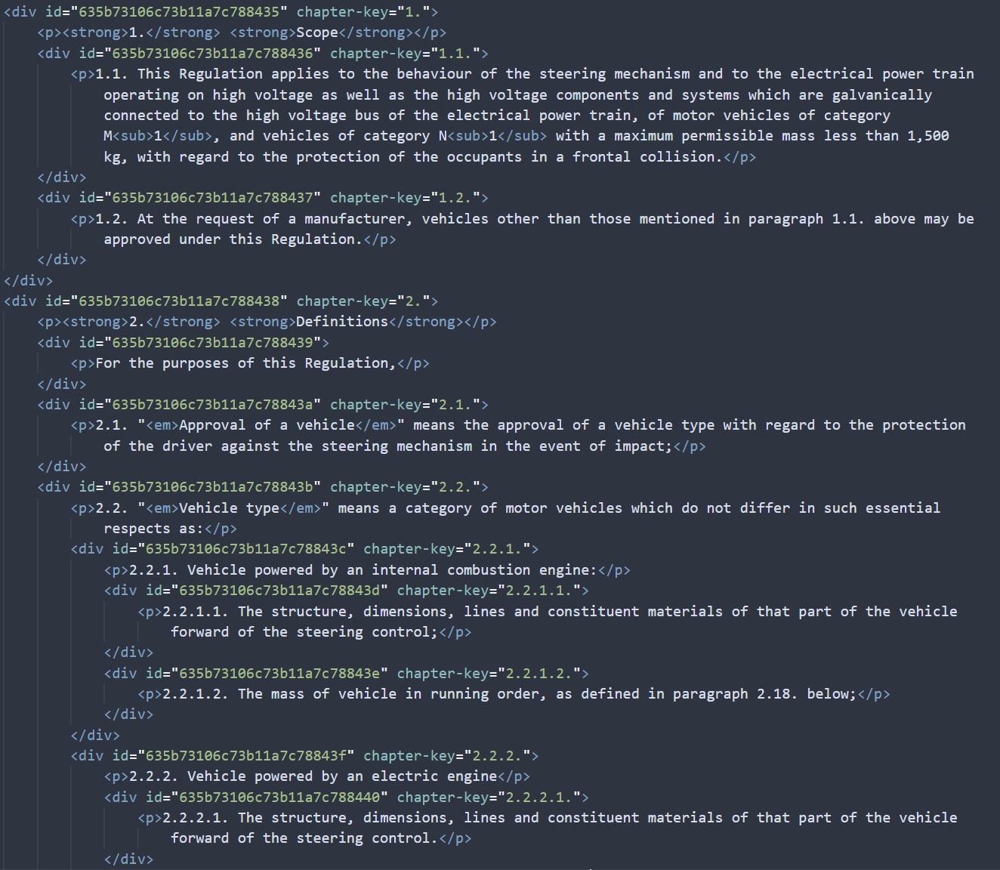 <div id="635b73106c73b11a7c788435" chapter-key="1.">
<p><strong>1.</strong> <strong>Scope</strong></p>
<div id="635b73106c73b11a7c788436" chapter-key="1.1.">
<p>1.1. This Regulation applies to the behaviour of the steering mechanism and to the electrical power train
operating on high voltage as well as the high voltage components and systems which are galvanically
connected to the high voltage bus of the electrical power train, of motor vehicles of category
M<sub>1</sub>, and vehicles of category N<sub>1</sub> with a maximum permissible mass less than 1,500
kg, with regard to the protection of the occupants in a frontal collision.</p>
</div>
<div id="635b73106c73b11a7c788437" chapter-key="1.2.">
<p>1.2. At the request of a manufacturer, vehicles other than those mentioned in paragraph 1.1. above may be
approved under this Regulation.</p>
</div>
</div>
<div id="635b73106c73b11a7c788438" chapter-key="2.">
<p><strong>2.</strong> <strong>Definitions</strong></p>
<div id="635b73106c73b11a7c788439">
<p>For the purposes of this Regulation,</p>
</div>
<div id="635b73106c73b11a7c78843a" chapter-key="2.1.">
<p>2.1. "<em>Approval of a vehicle</em>" means the approval of a vehicle type with regard to the protection
of the driver against the steering mechanism in the event of impact;</p>
</div>
<div id="635b73106c73b11a7c78843b" chapter-key="2.2.">
<p>2.2. "<em>Vehicle type</em>" means a category of motor vehicles which do not differ in such essential
respects as:</p>
<div id="635b73106c73b11a7c78843c" chapter-key="2.2.1.">
<p>2.2.1. Vehicle powered by an internal combustion engine:</p>
<div id="635b73106c73b11a7c78843d" chapter-key="2.2.1.1.">
<p>2.2.1.1. The structure, dimensions, lines and constituent materials of that part of the vehicle
forward of the steering control;</p>
</div>
<div id="635b73106c73b11a7c78843e" chapter-key="2.2.1.2.">
<p>2.2.1.2. The mass of vehicle in running order, as defined in paragraph 2.18. below;</p>
</div>
</div>
<div id="635b73106c73b11a7c78843f" chapter-key="2.2.2.">
<p>2.2.2. Vehicle powered by an electric engine</p>
<div id="635b73106c73b11a7c788440" chapter-key="2.2.2.1.">
<p>2.2.2.1. The structure, dimensions, lines and constituent materials of that part of the vehicle
forward of the steering control.</p>
</div>